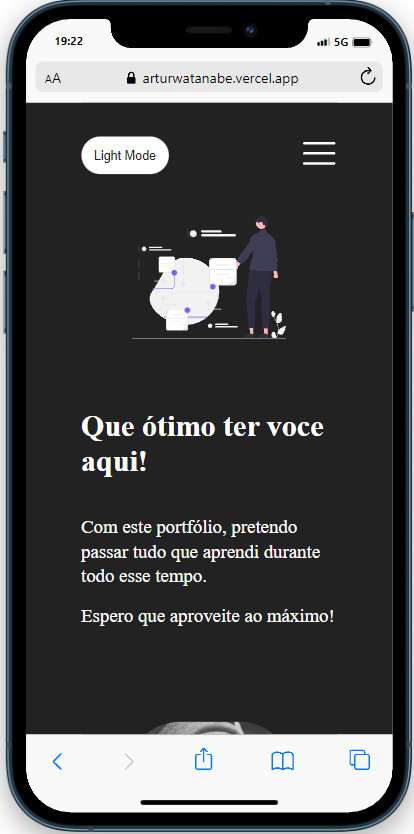 19:22
5G
AA
arturwatanabe.vercel.app
Light Mode
Que ótimo ter voce
aqui!
Com este portfólio, pretendo
passar tudo que aprendi durante
todo esse tempo.
Espero que aproveite ao máximo!